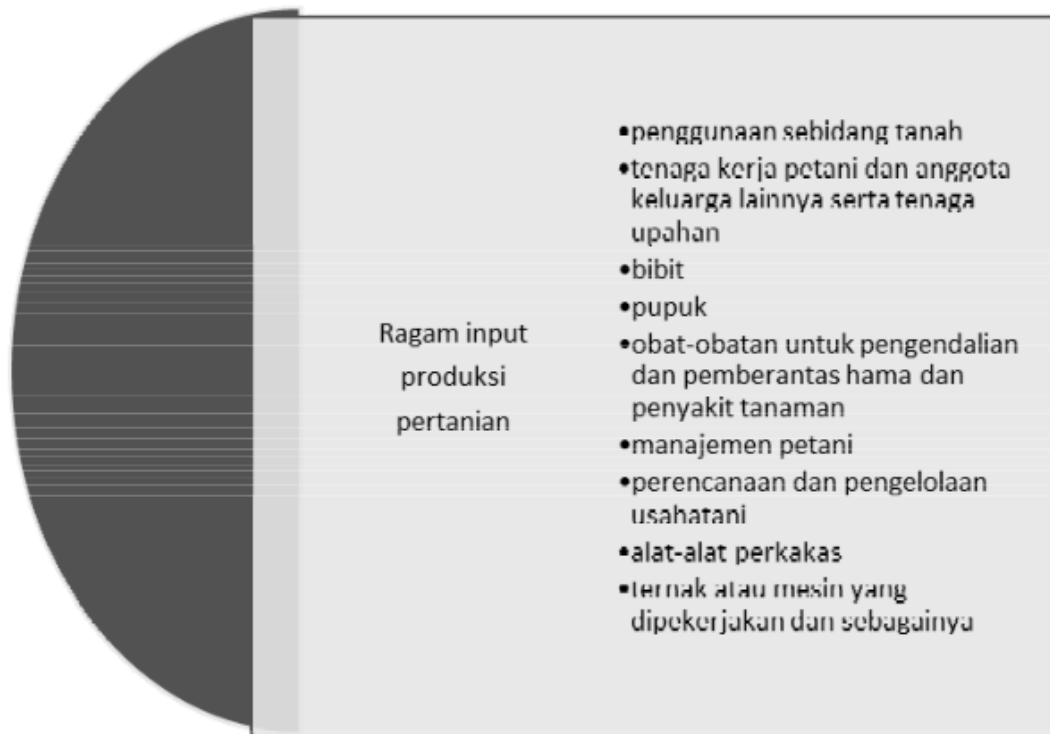 Ragam input
produksi
pertanian
•penggunaan sebidang tanah
•tenaga kerja petani dan anggota
keluarga lainnya serta tenaga
upahan
•bibit
•pupuk
•obat-obatan untuk pengendalian
dan pemberantas hama dan
penyakit tanaman
•manajemen petani
•perencanaan dan pengelolaan
usahatani
•alat-alat perkakas
•ternak atau mesin yang
dipekerjakan dan sebagainya